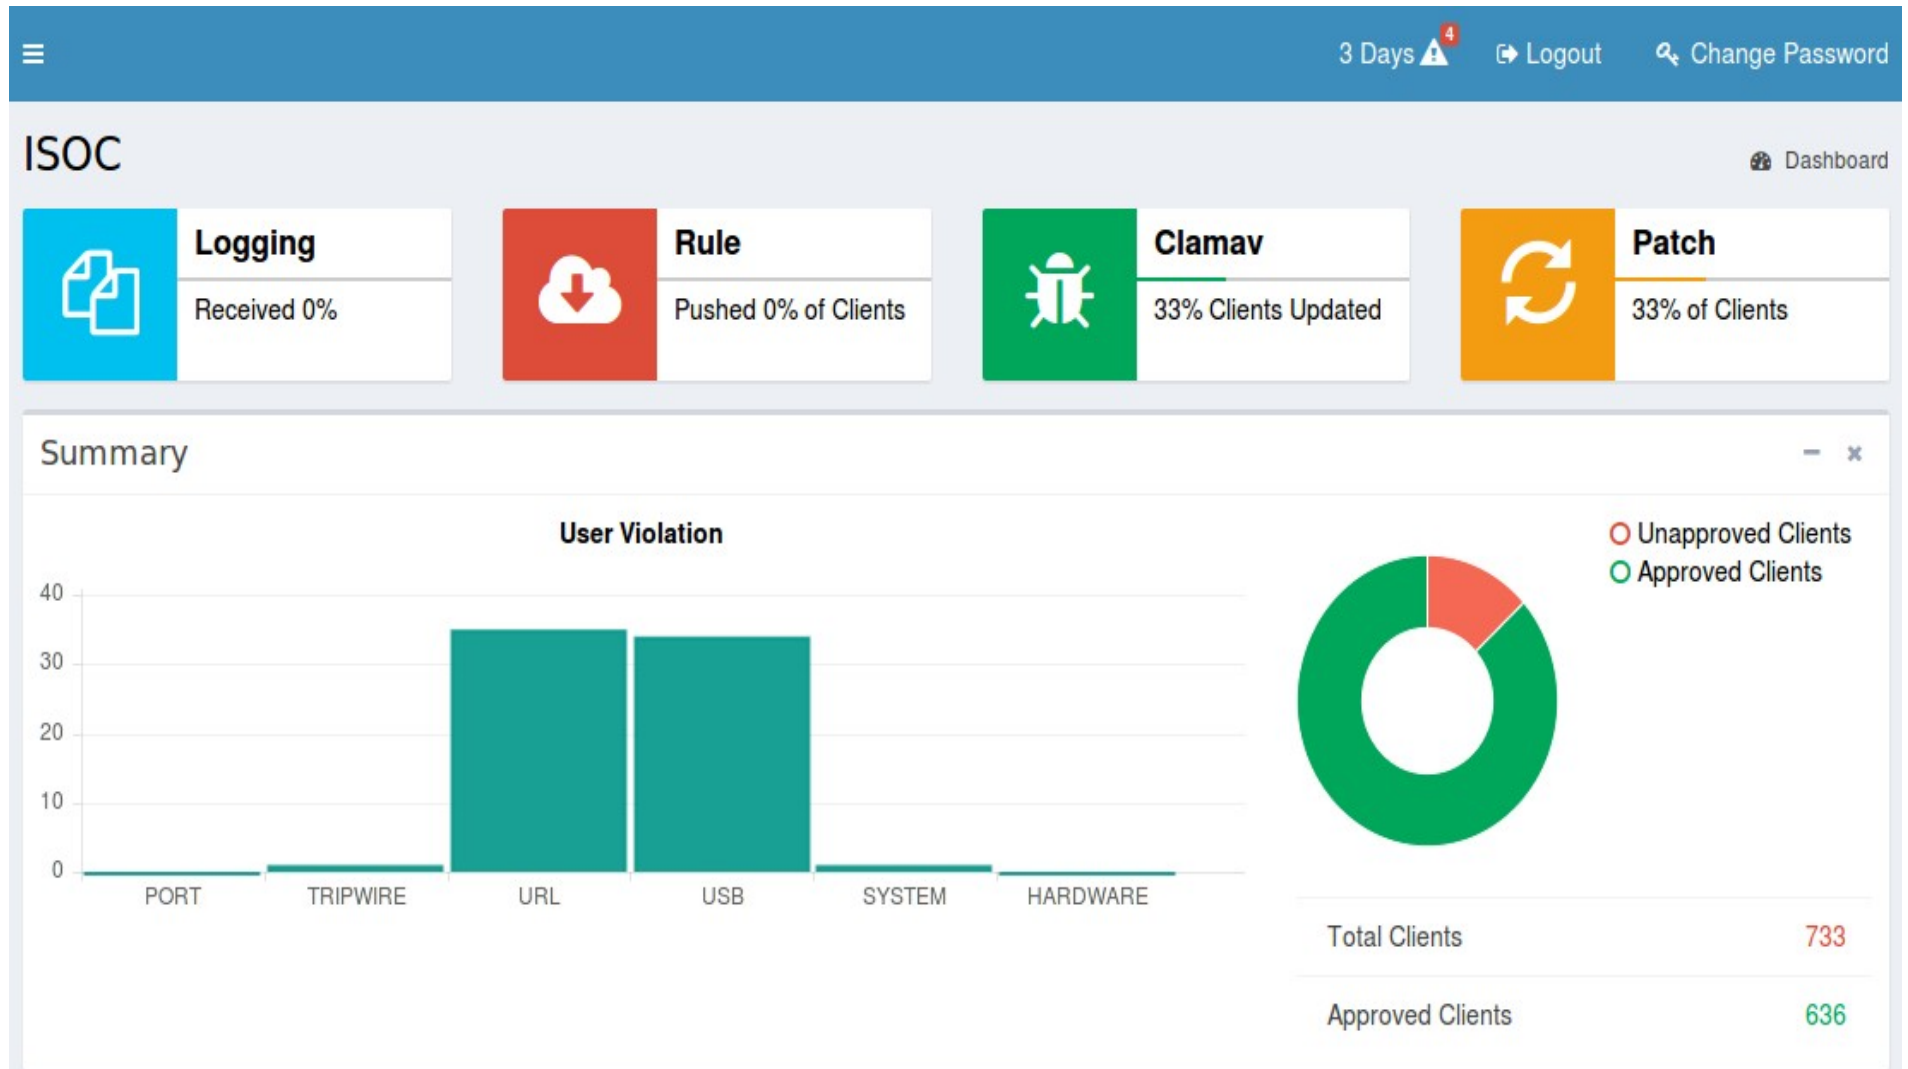 3 Days 4 Logout Change Password
ISOC
Dashboard
Logging
Received 0%
Rule
Pushed 0% of Clients
Clamav
33% Clients Updated
Patch
33% of Clients
Summary
User Violation
40
30
20
10
0
PORT TRIPWIRE URL USB SYSTEM HARDWARE
Unapproved Clients
Approved Clients
Total Clients 733
Approved Clients 636